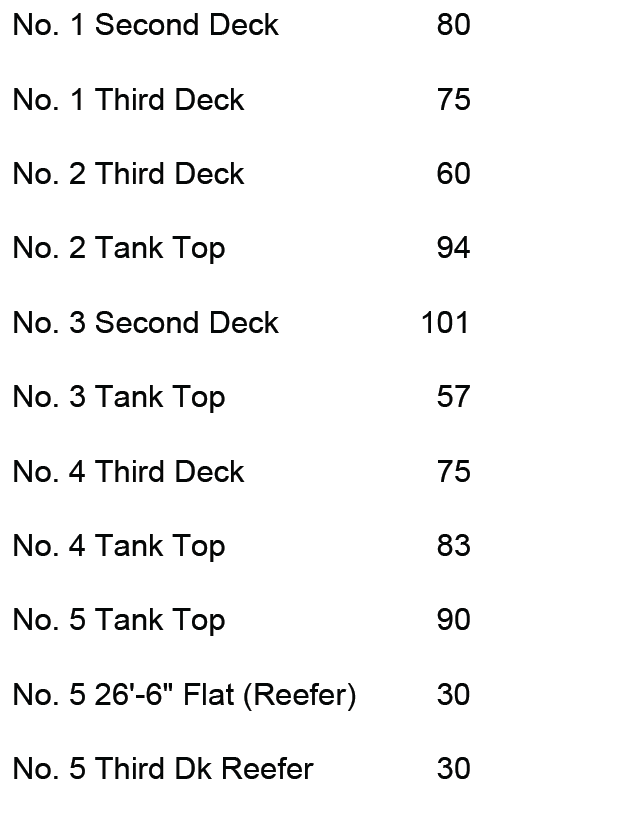 No. 1 Second Deck 80
No. 1 Third Deck 75
No. 2 Third Deck 60
No. 2 Tank Top 94
No. 3 Second Deck 101
No. 3 Tank Top 57
No. 4 Third Deck 75
No. 4 Tank Top 83
No. 5 Tank Top 90
No. 5 26'-6" Flat (Reefer) 30
No. 5 Third Dk Reefer 30